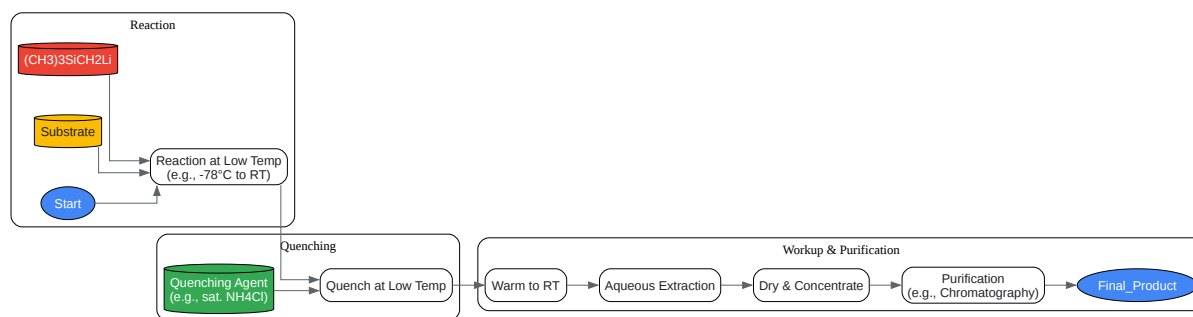 Reaction
(CH3)3SiCH2Li
Substrate
Reaction at Low Temp
(e.g., -78°C to RT)
Start
Quenching
Quenching Agent
(e.g., sat. NH4Cl)
Quench at Low Temp
Workup & Purification
Warm to RT
Aqueous Extraction
Dry & Concentrate
Purification
(e.g., Chromatography)
Final_Product